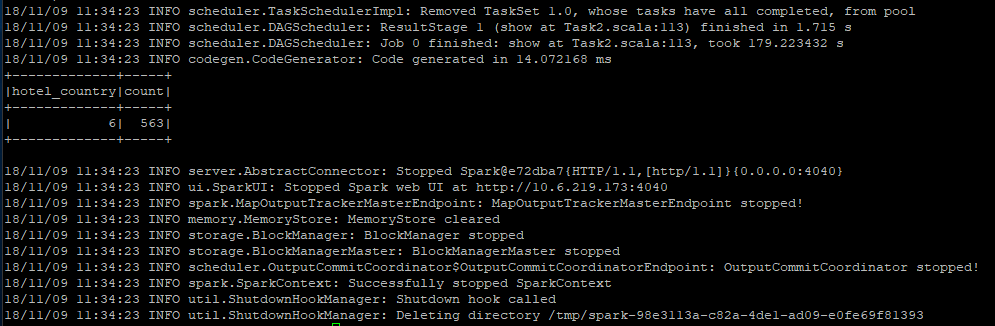 18/11/09 11:34:23 INFO scheduler.TaskSchedulerImpl: Removed TaskSet 1.0, whose tasks have all completed, from pool
18/11/09 11:34:23 INFO scheduler.DAGScheduler: ResultStage 1 (show at Task2.scala:113) finished in 1.715 s
18/11/09 11:34:23 INFO scheduler.DAGScheduler: Job 0 finished: show at Task2.scala:113, took 179.223432 s
18/11/09 11:34:23 INFO codegen.CodeGenerator: Code generated in 14.072168 ms
+-------------+-----+
|hotel_country|count|
+-------------+-----+
|            6|  563|
+-------------+-----+
18/11/09 11:34:23 INFO server.AbstractConnector: Stopped Spark@e72dba7{HTTP/1.1,[http/1.1]}{0.0.0.0:4040}
18/11/09 11:34:23 INFO ui.SparkUI: Stopped Spark web UI at http://10.6.219.173:4040
18/11/09 11:34:23 INFO spark.MapOutputTrackerMasterEndpoint: MapOutputTrackerMasterEndpoint stopped!
18/11/09 11:34:23 INFO memory.MemoryStore: MemoryStore cleared
18/11/09 11:34:23 INFO storage.BlockManager: BlockManager stopped
18/11/09 11:34:23 INFO storage.BlockManagerMaster: BlockManagerMaster stopped
18/11/09 11:34:23 INFO scheduler.OutputCommitCoordinator$OutputCommitCoordinatorEndpoint: OutputCommitCoordinator stopped!
18/11/09 11:34:23 INFO spark.SparkContext: Successfully stopped SparkContext
18/11/09 11:34:23 INFO util.ShutdownHookManager: Shutdown hook called
18/11/09 11:34:23 INFO util.ShutdownHookManager: Deleting directory /tmp/spark-98e3113a-c82a-4de1-ad09-e0fe69f81393